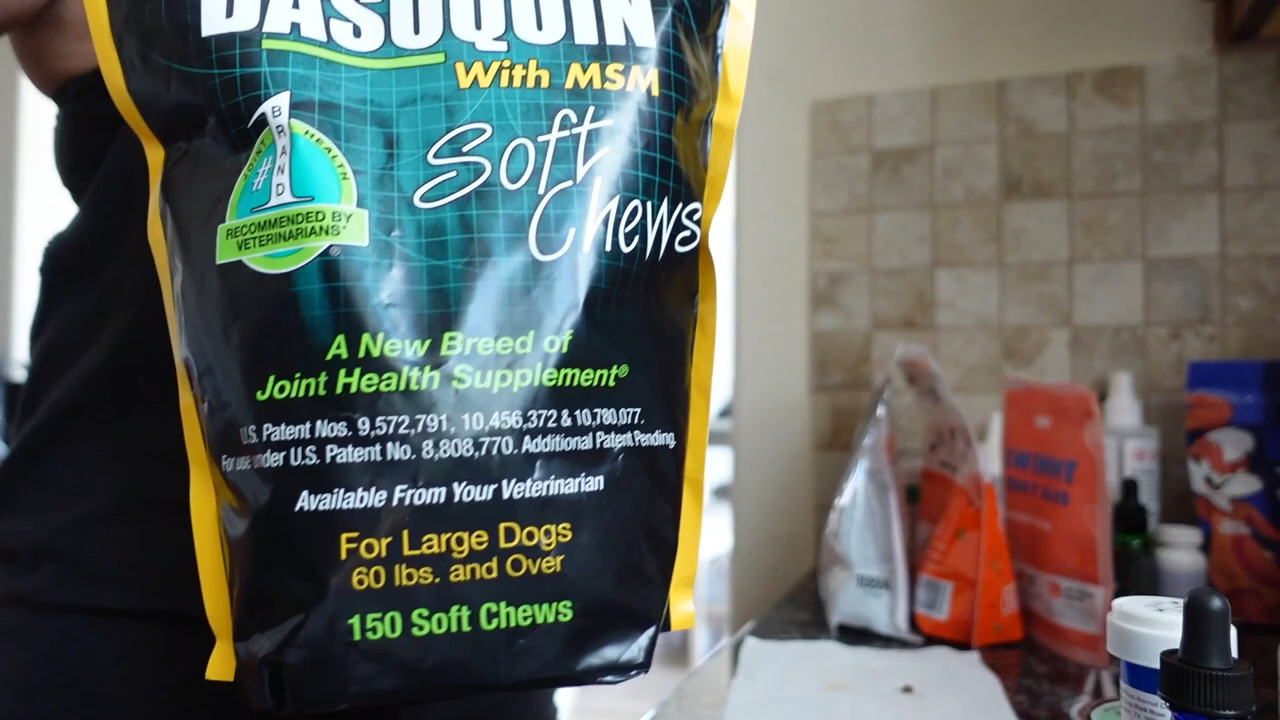 DASUQUIN
With MSM
Soft
Chews
JOINT HEALTH
#1
BRAND
RECOMMENDED BY
VETERINARIANS*
A New Breed of
Joint Health Supplement®
U.S. Patent Nos. 9,572,791, 10,456,372 & 10,780,077.
For use under U.S. Patent No. 8,808,770. Additional Patent Pending.
Available From Your Veterinarian
For Large Dogs
60 lbs. and Over
150 Soft Chews